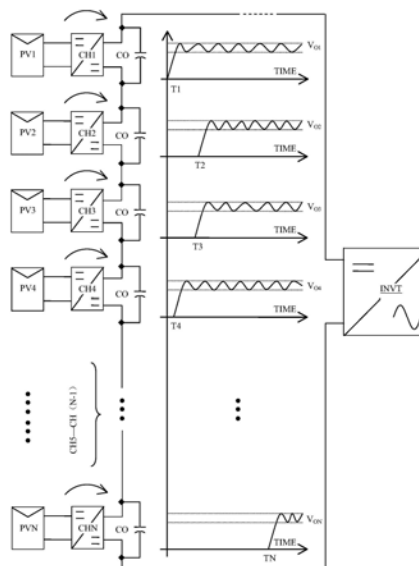 PV1
CH1
CO
VO1
TIME
T1
PV2
CH2
CO
VO2
TIME
T2
PV3
CH3
CO
VO3
TIME
T3
PV4
CH4
CO
VO4
TIME
T4
INVT
CH5—CH (N-1)
PVN
CHN
CO
VON
TIME
TN